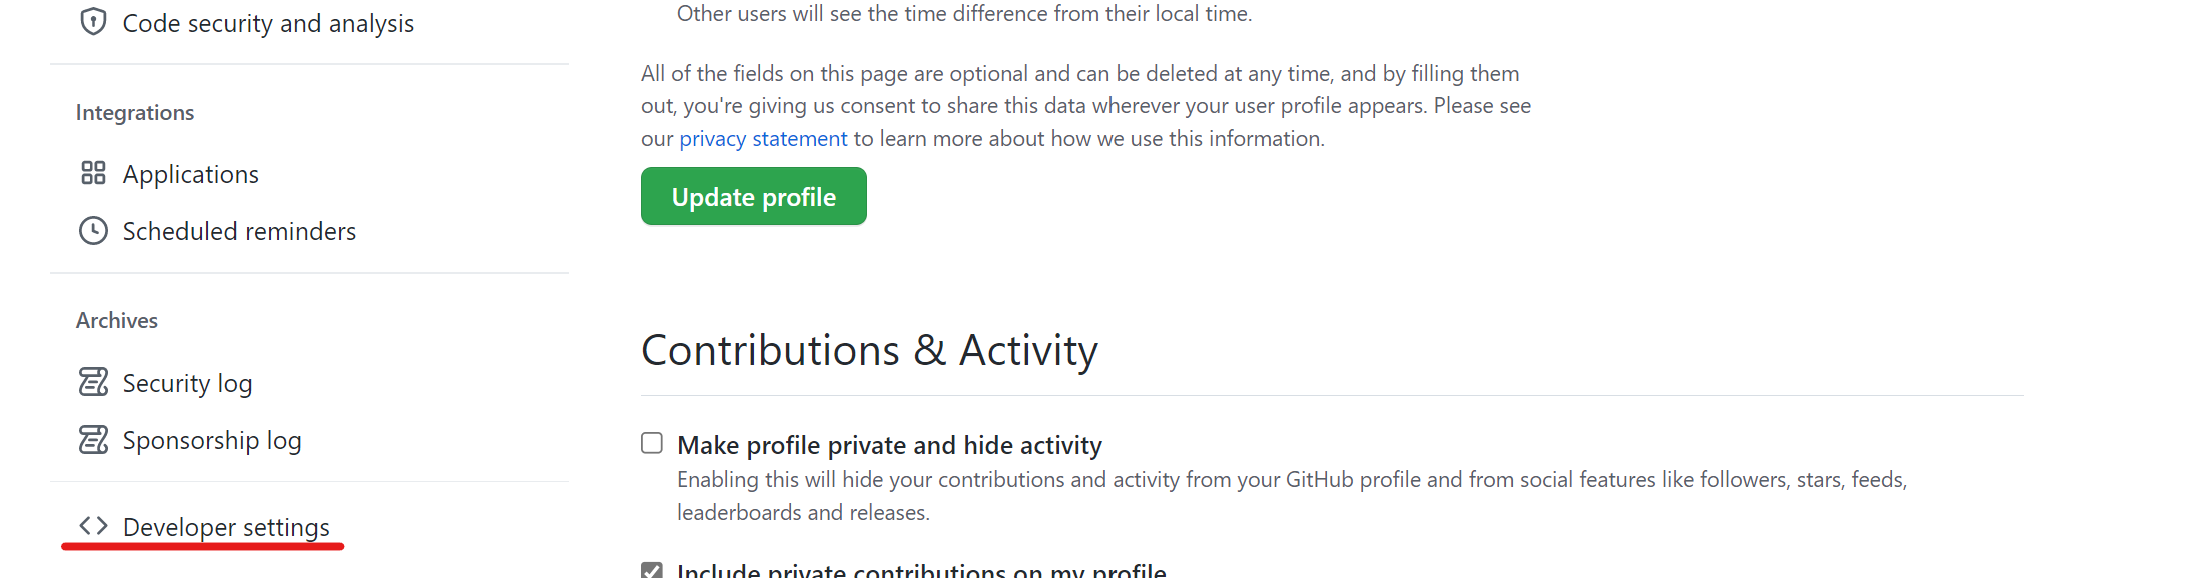 Code security and analysis
Integrations
Applications
Scheduled reminders
Archives
Security log
Sponsorship log
Developer settings
Other users will see the time difference from their local time.
All of the fields on this page are optional and can be deleted at any time, and by filling them
out, you're giving us consent to share this data wherever your user profile appears. Please see
our privacy statement to learn more about how we use this information.
Update profile
Contributions & Activity
Make profile private and hide activity
Enabling this will hide your contributions and activity from your GitHub profile and from social features like followers, stars, feeds,
leaderboards and releases.
Include private contributions on my profile